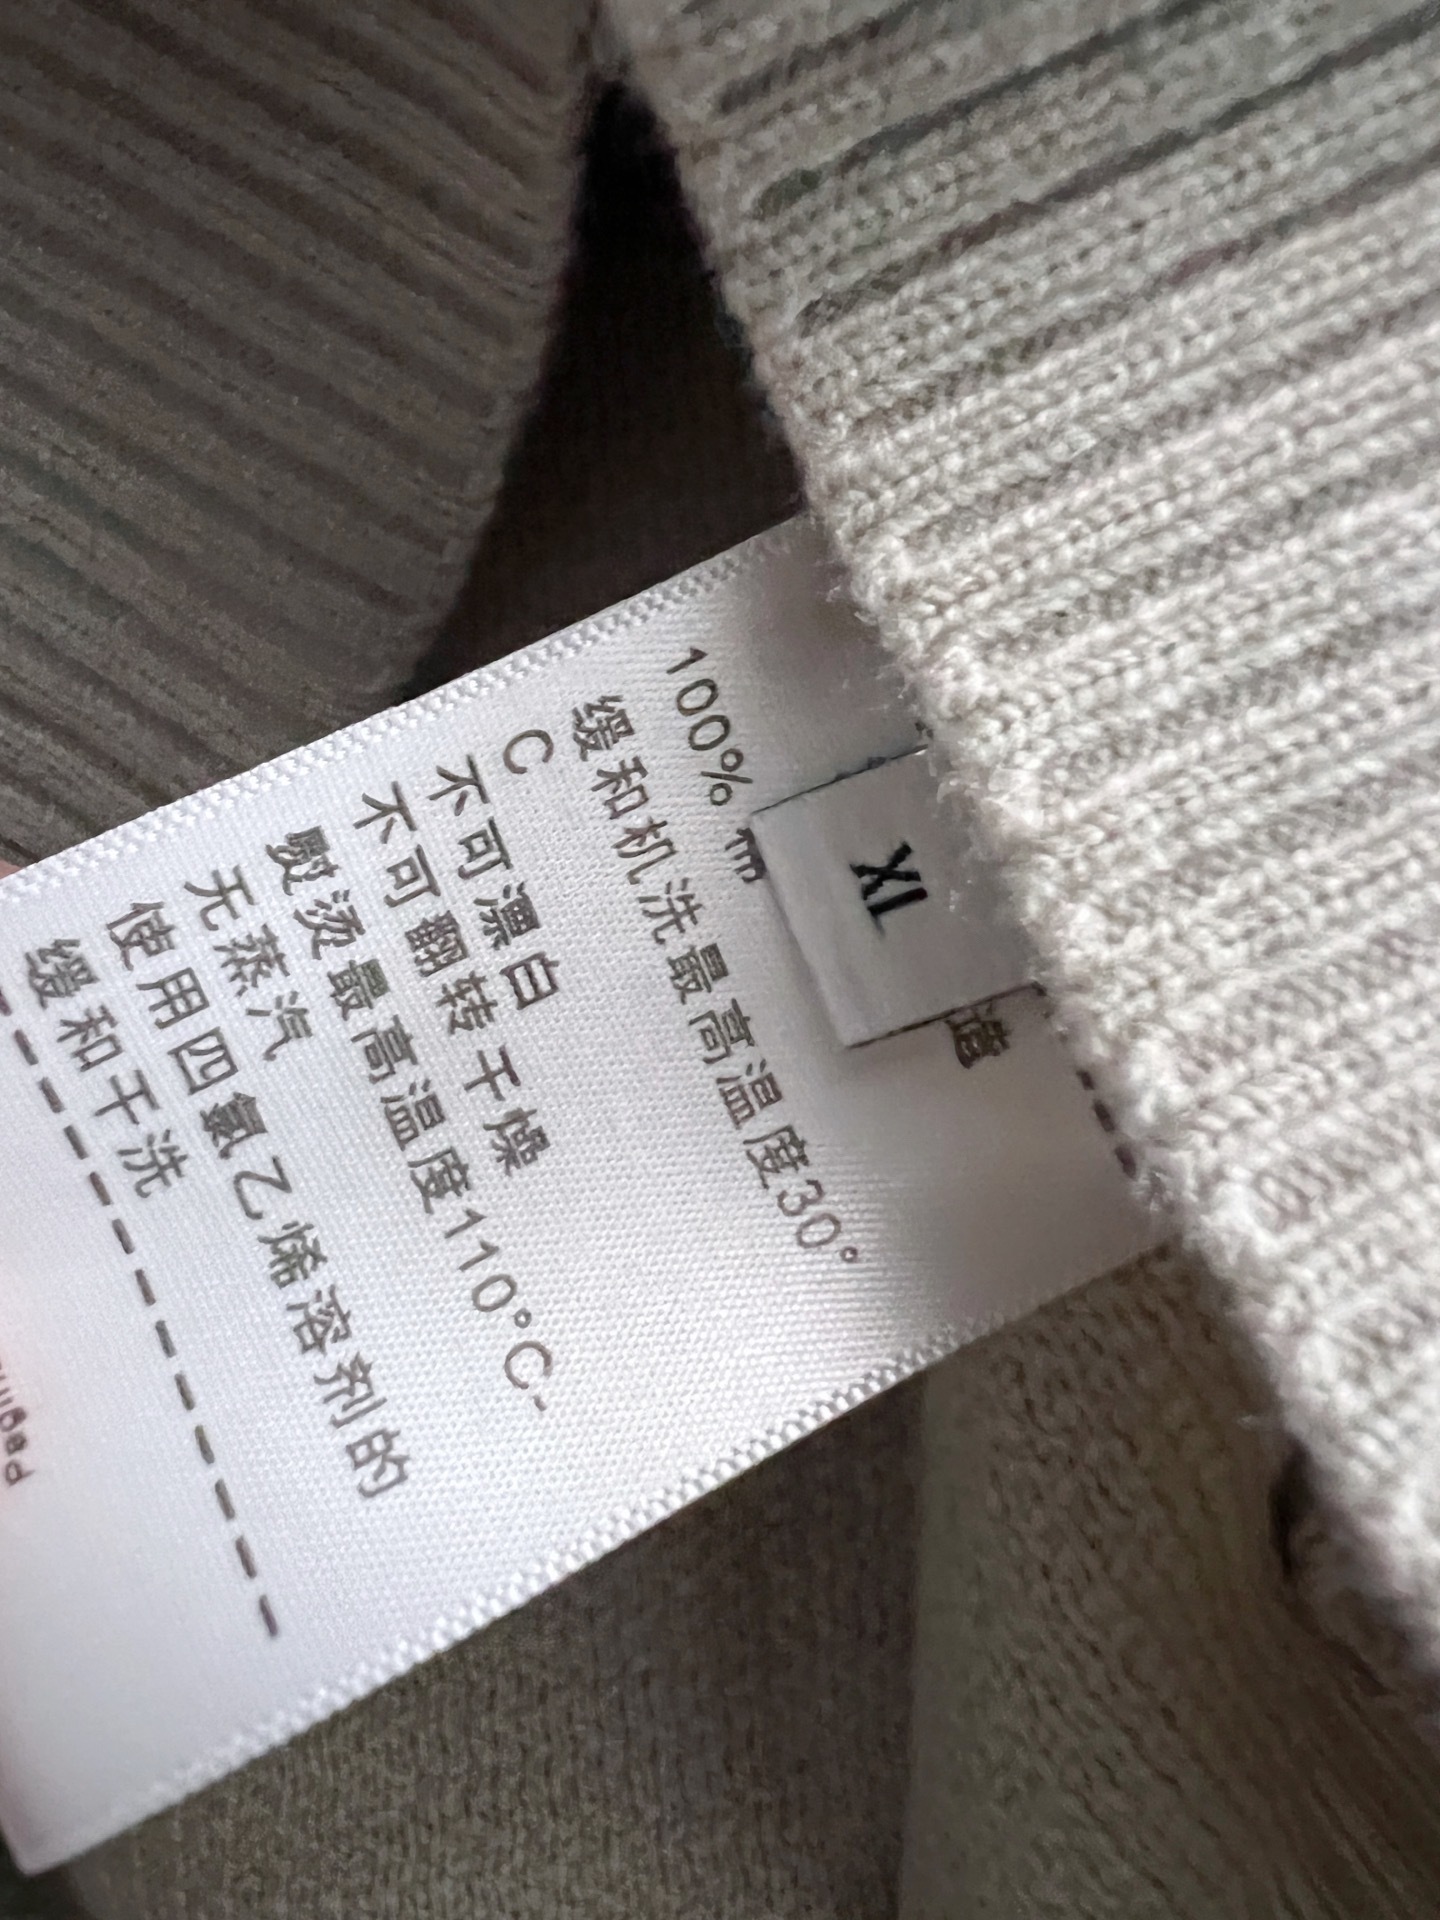 XL
100% 棉
缓和机洗最高温度30°
C
不可漂白
不可翻转干燥
熨烫最高温度110°C-
无蒸汽
使用四氯乙烯溶剂的
缓和干洗